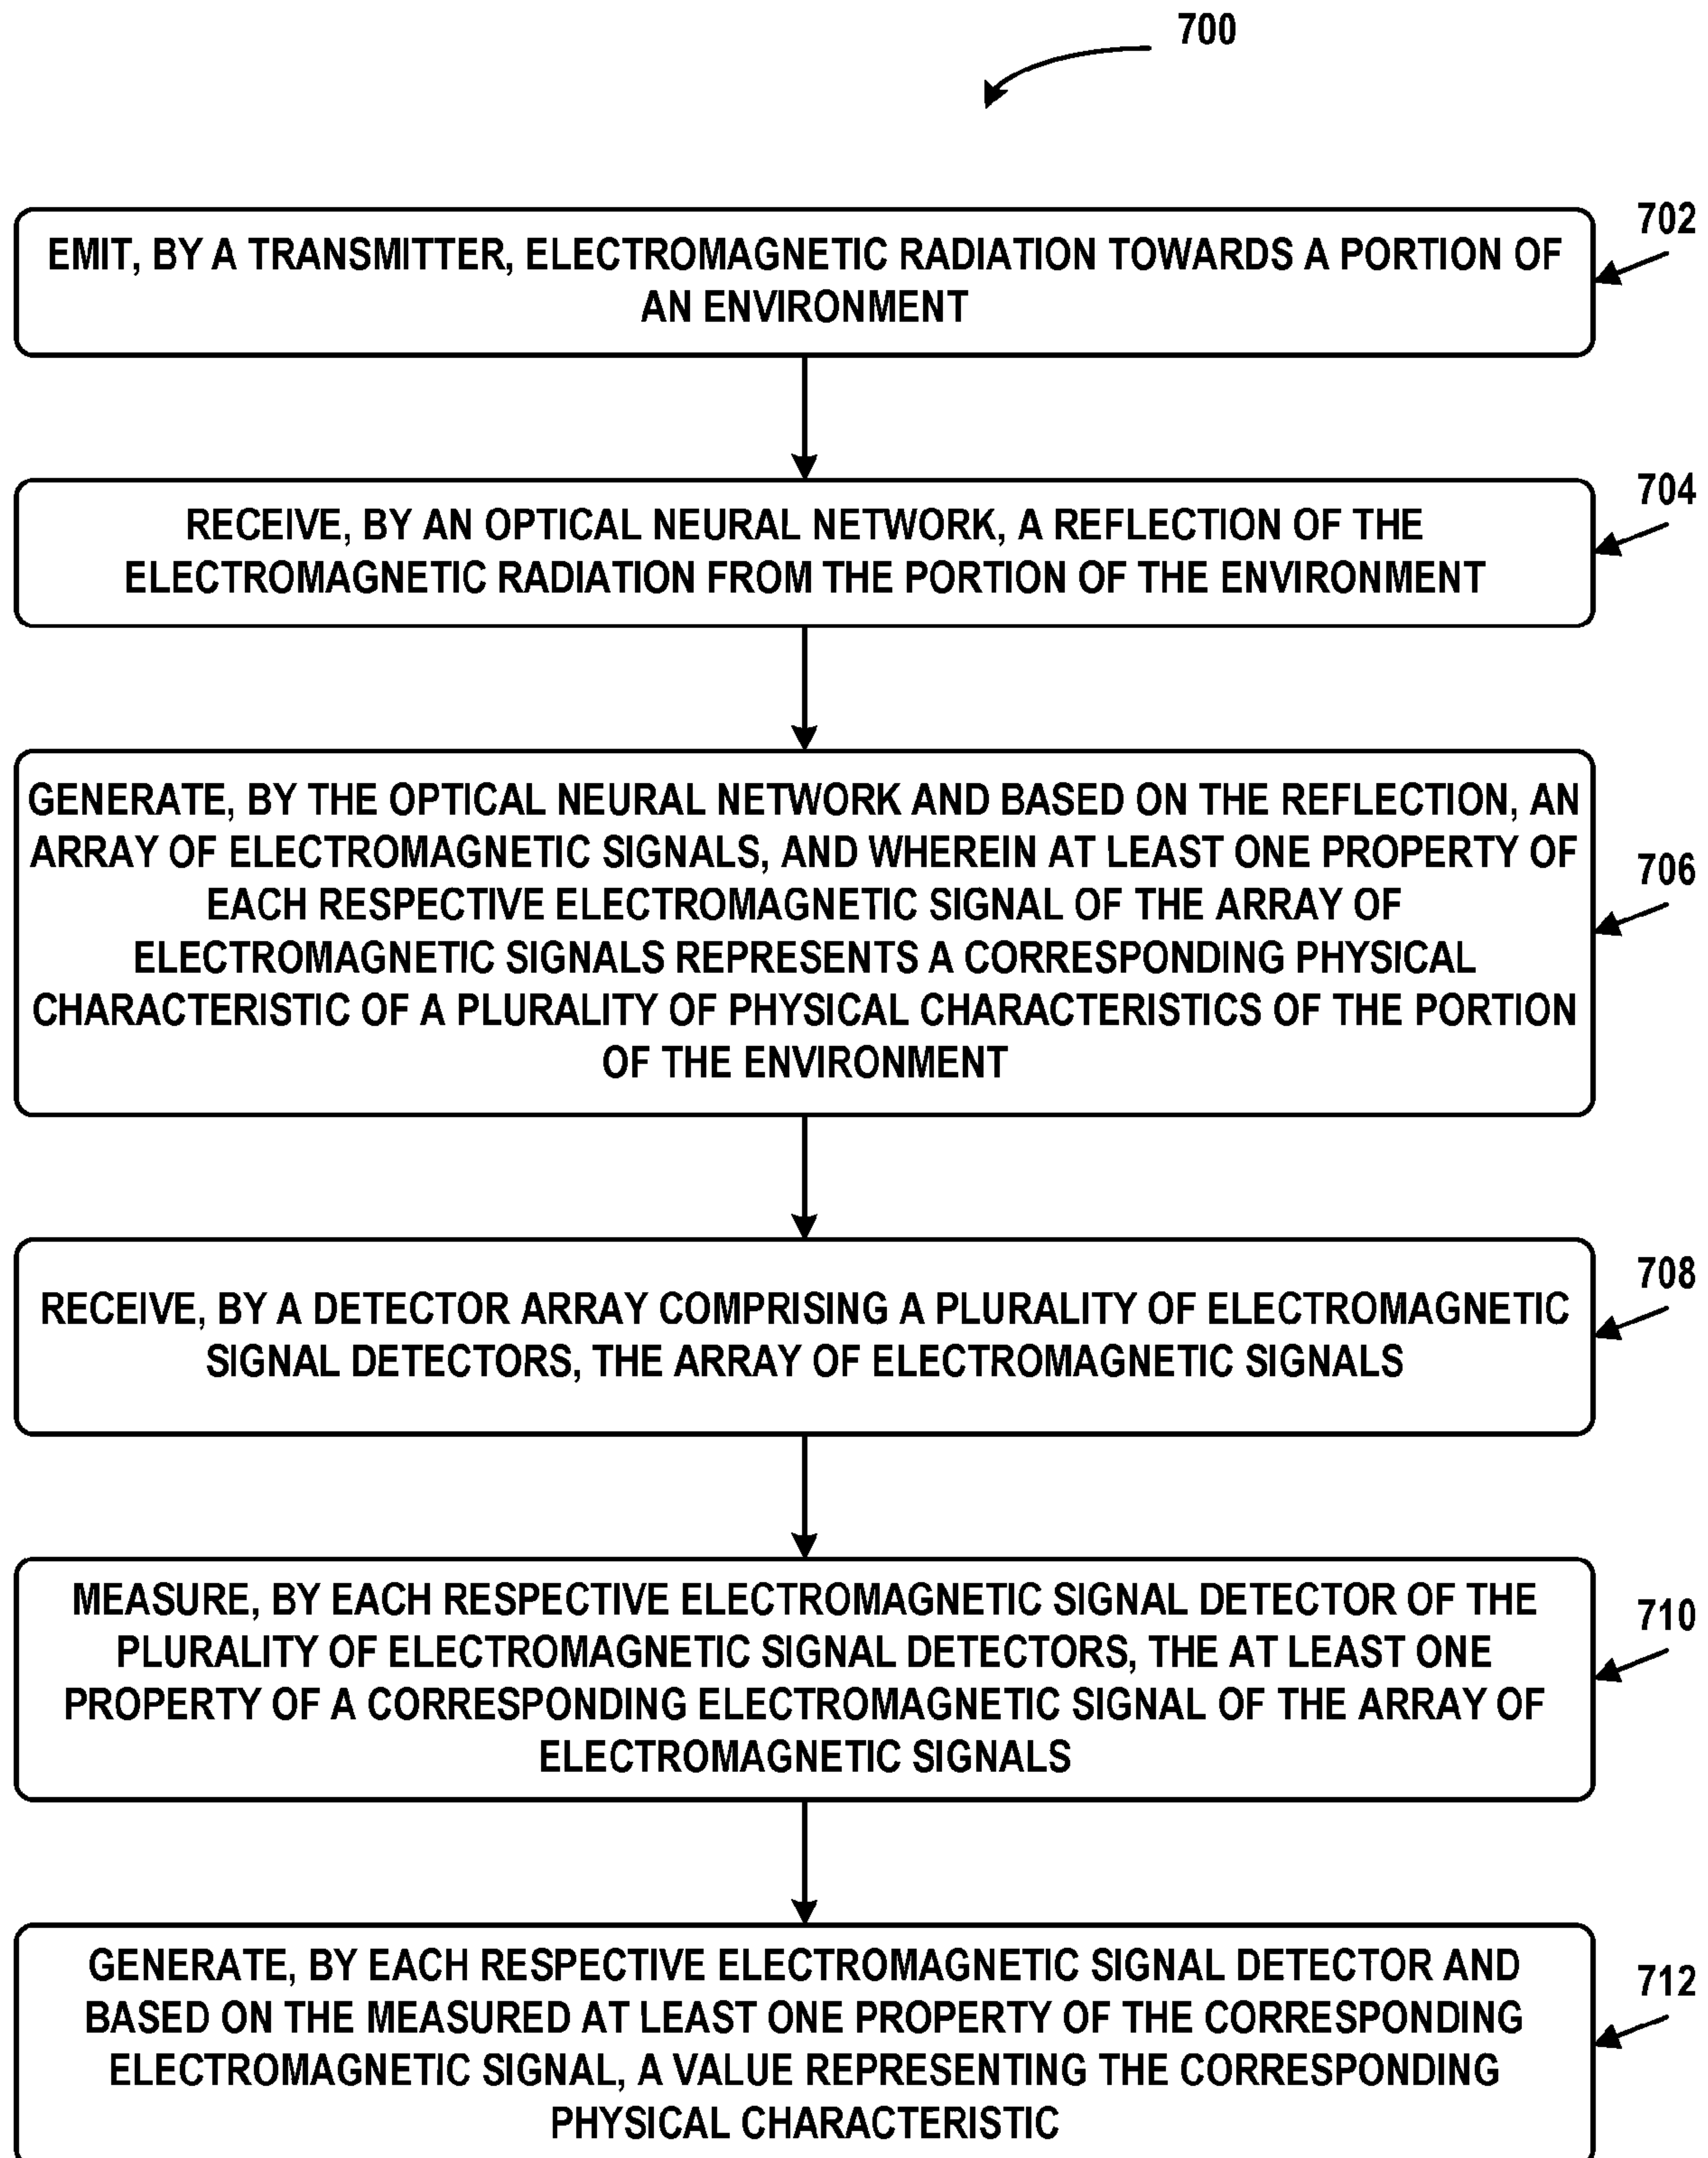 700
702
EMIT, BY A TRANSMITTER, ELECTROMAGNETIC RADIATION TOWARDS A PORTION OF
AN ENVIRONMENT
704
RECEIVE, BY AN OPTICAL NEURAL NETWORK, A REFLECTION OF THE
ELECTROMAGNETIC RADIATION FROM THE PORTION OF THE ENVIRONMENT
706
GENERATE, BY THE OPTICAL NEURAL NETWORK AND BASED ON THE REFLECTION, AN
ARRAY OF ELECTROMAGNETIC SIGNALS, AND WHEREIN AT LEAST ONE PROPERTY OF
EACH RESPECTIVE ELECTROMAGNETIC SIGNAL OF THE ARRAY OF
ELECTROMAGNETIC SIGNALS REPRESENTS A CORRESPONDING PHYSICAL
CHARACTERISTIC OF A PLURALITY OF PHYSICAL CHARACTERISTICS OF THE PORTION
OF THE ENVIRONMENT
708
RECEIVE, BY A DETECTOR ARRAY COMPRISING A PLURALITY OF ELECTROMAGNETIC
SIGNAL DETECTORS, THE ARRAY OF ELECTROMAGNETIC SIGNALS
710
MEASURE, BY EACH RESPECTIVE ELECTROMAGNETIC SIGNAL DETECTOR OF THE
PLURALITY OF ELECTROMAGNETIC SIGNAL DETECTORS, THE AT LEAST ONE
PROPERTY OF A CORRESPONDING ELECTROMAGNETIC SIGNAL OF THE ARRAY OF
ELECTROMAGNETIC SIGNALS
712
GENERATE, BY EACH RESPECTIVE ELECTROMAGNETIC SIGNAL DETECTOR AND
BASED ON THE MEASURED AT LEAST ONE PROPERTY OF THE CORRESPONDING
ELECTROMAGNETIC SIGNAL, A VALUE REPRESENTING THE CORRESPONDING
PHYSICAL CHARACTERISTIC